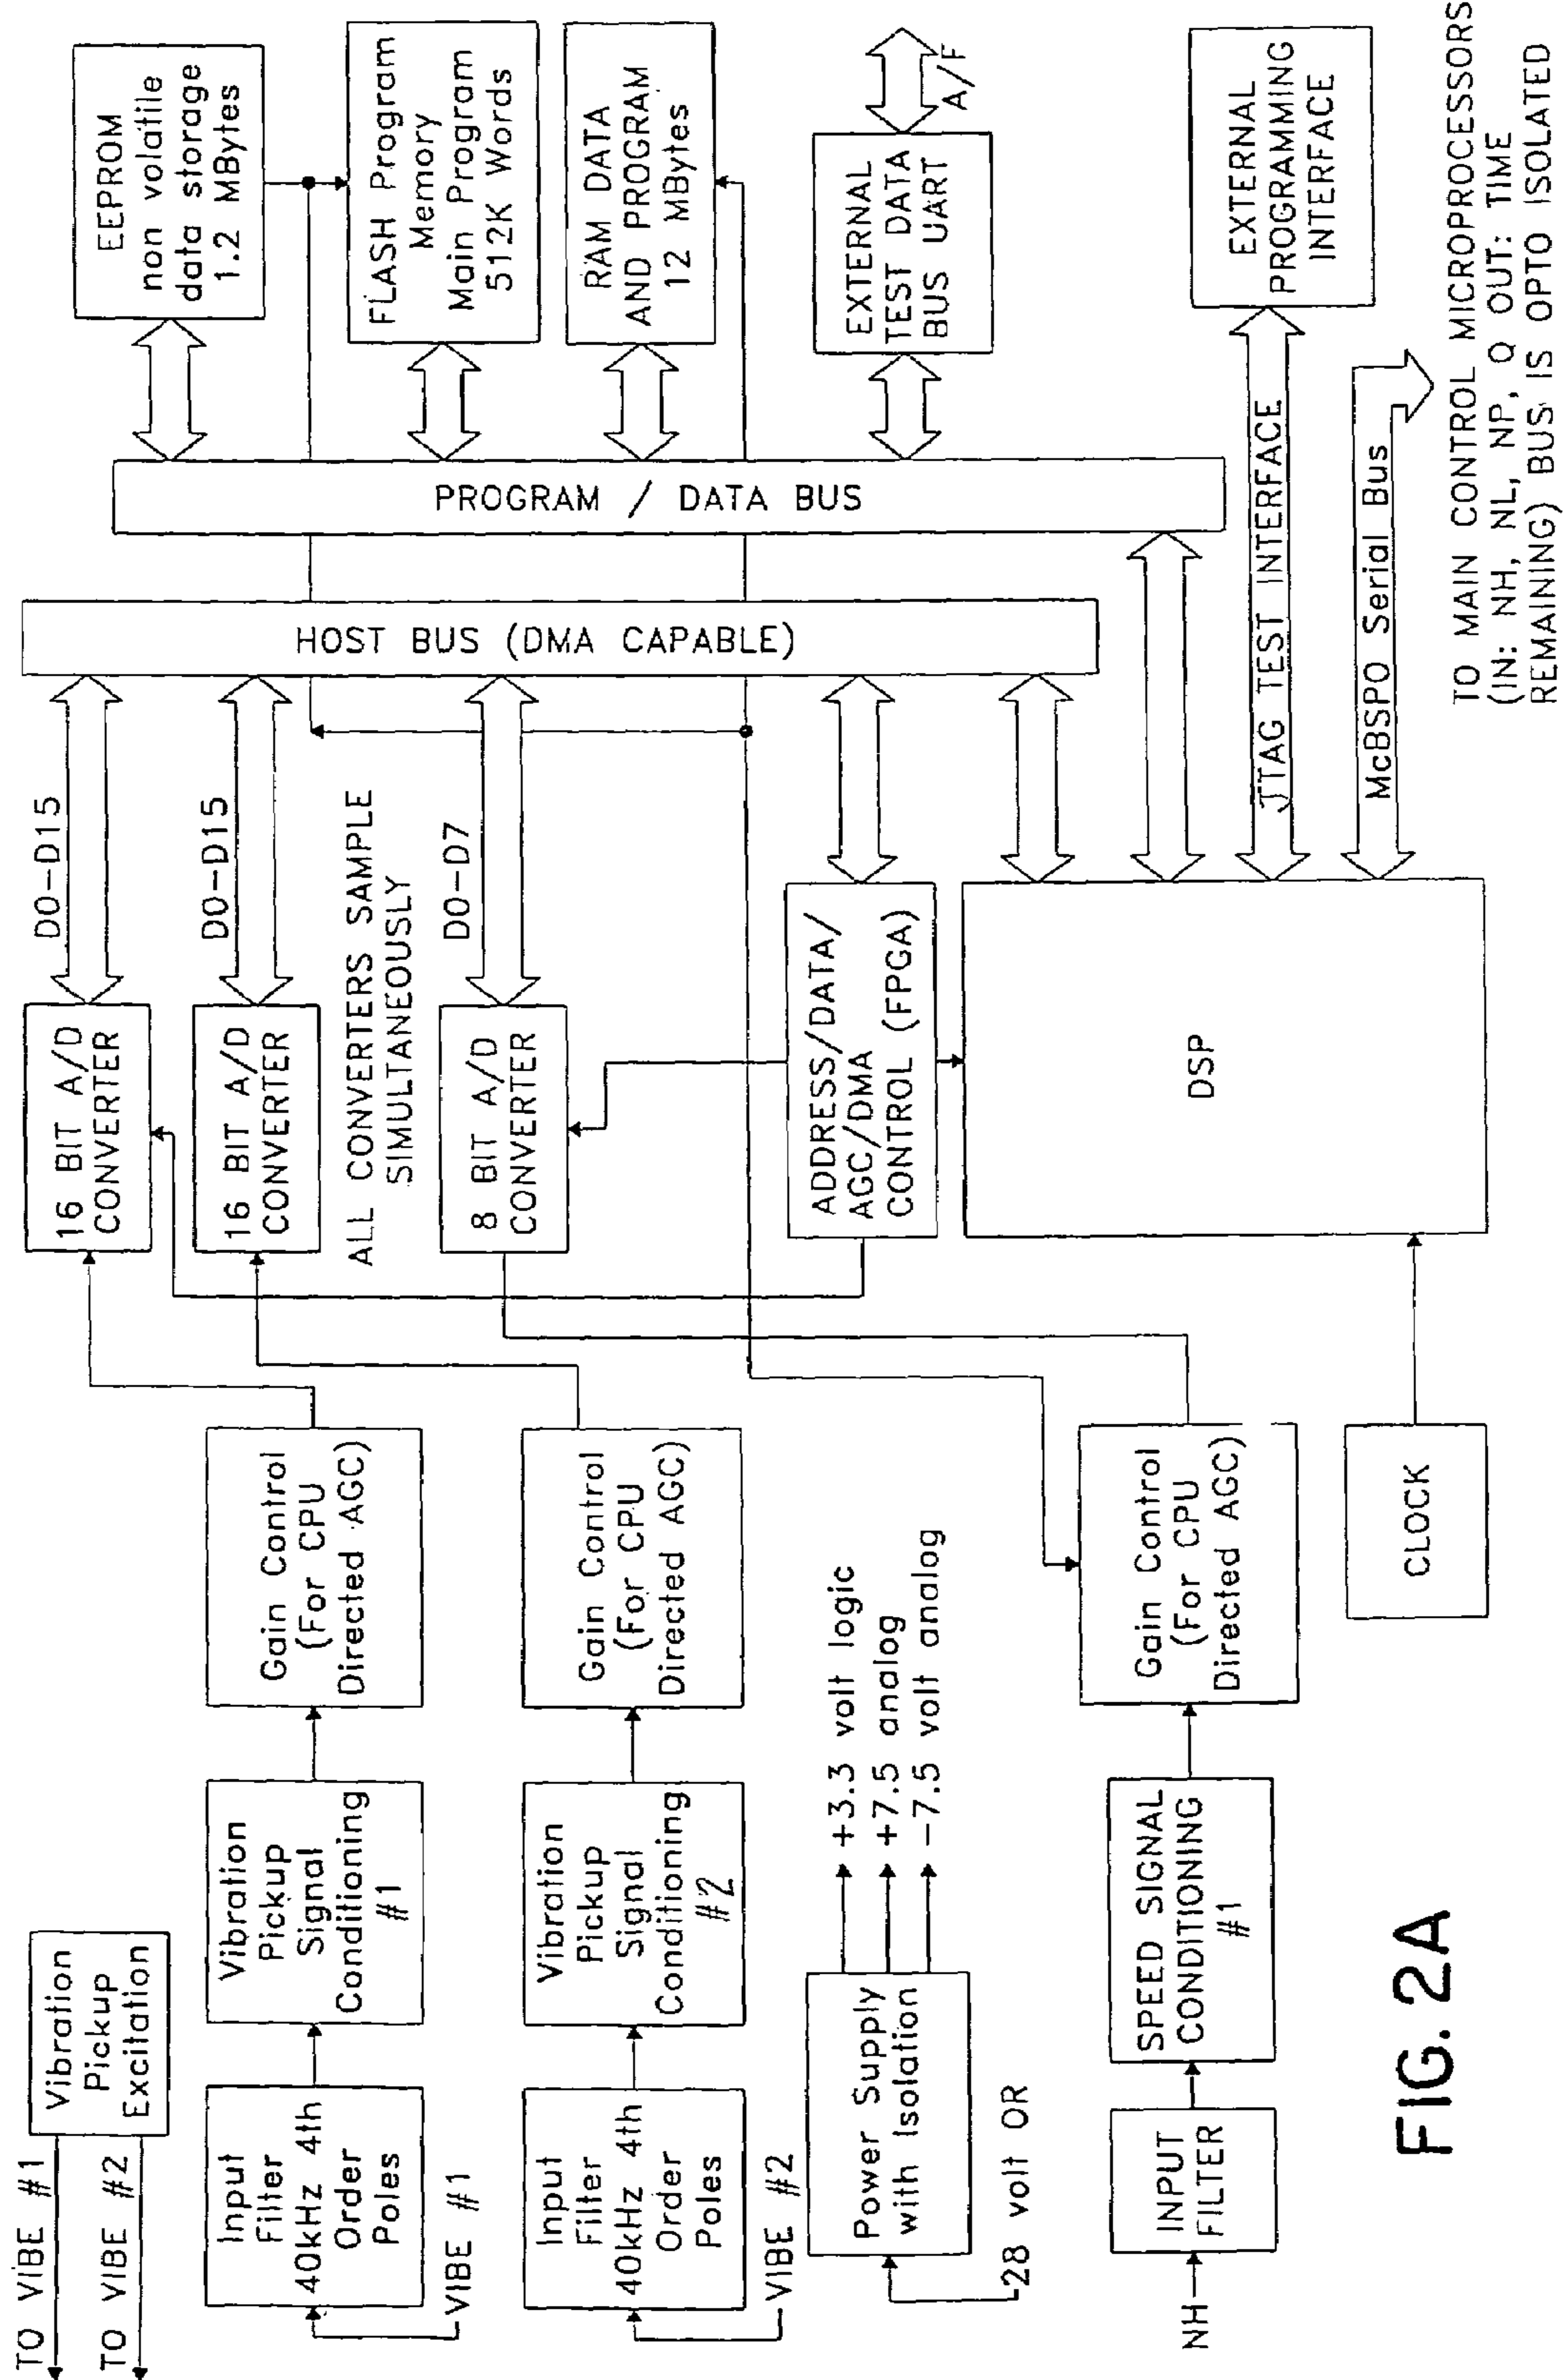 TO VIBE #1
TO VIBE #2
Vibration
Pickup
Excitation
Input
Filter
40kHz 4th
Order
Poles
VIBE #1
Vibration
Pickup
Signal
Conditioning
#1
Gain Control
(For CPU
Directed AGC)
16 BIT A/D
CONVERTER
D0-D15
Input
Filter
40kHz 4th
Order
Poles
VIBE #2
Vibration
Pickup
Signal
Conditioning
#2
Gain Control
(For CPU
Directed AGC)
16 BIT A/D
CONVERTER
D0-D15
ALL CONVERTERS SAMPLE
SIMULTANEOUSLY
8 BIT A/D
CONVERTER
D0-D7
Power Supply
with Isolation
28 volt OR
+3.3 volt logic
+7.5 analog
-7.5 volt analog
NH
INPUT
FILTER
SPEED SIGNAL
CONDITIONING
#1
Gain Control
(For CPU
Directed AGC)
CLOCK
ADDRESS/DATA/
AGC/DMA
CONTROL (FPGA)
DSP
HOST BUS (DMA CAPABLE)
PROGRAM / DATA BUS
EEPROM
non volatile
data storage
1.2 MBytes
FLASH Program
Memory
Main Program
512K Words
RAM DATA
AND PROGRAM
12 MBytes
EXTERNAL
TEST DATA
BUS UART
A/F
JTAG TEST INTERFACE
EXTERNAL
PROGRAMMING
INTERFACE
McBSPO Serial Bus
TO MAIN CONTROL MICROPROCESSORS
(IN: NH, NL, NP, Q OUT: TIME
REMAINING) BUS IS OPTO ISOLATED
FIG. 2A